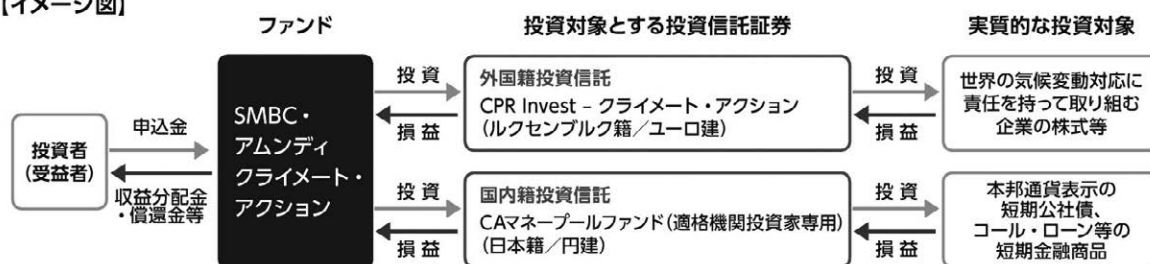 【イメージ図】
ファンド
投資対象とする投資信託証券
実質的な投資対象
投資者
(受益者)
申込金
収益分配金
・償還金等
SMBC・
アムンディ
クライメート・
アクション
投資
損益
外国籍投資信託
CPR Invest – クライメート・アクション
(ルクセンブルク籍/ユーロ建)
投資
損益
世界の気候変動対応に
責任を持って取り組む
企業の株式等
投資
損益
国内籍投資信託
CAマネープールファンド(適格機関投資家専用)
(日本籍/円建)
投資
損益
本邦通貨表示の
短期公社債、
コール・ローン等の
短期金融商品